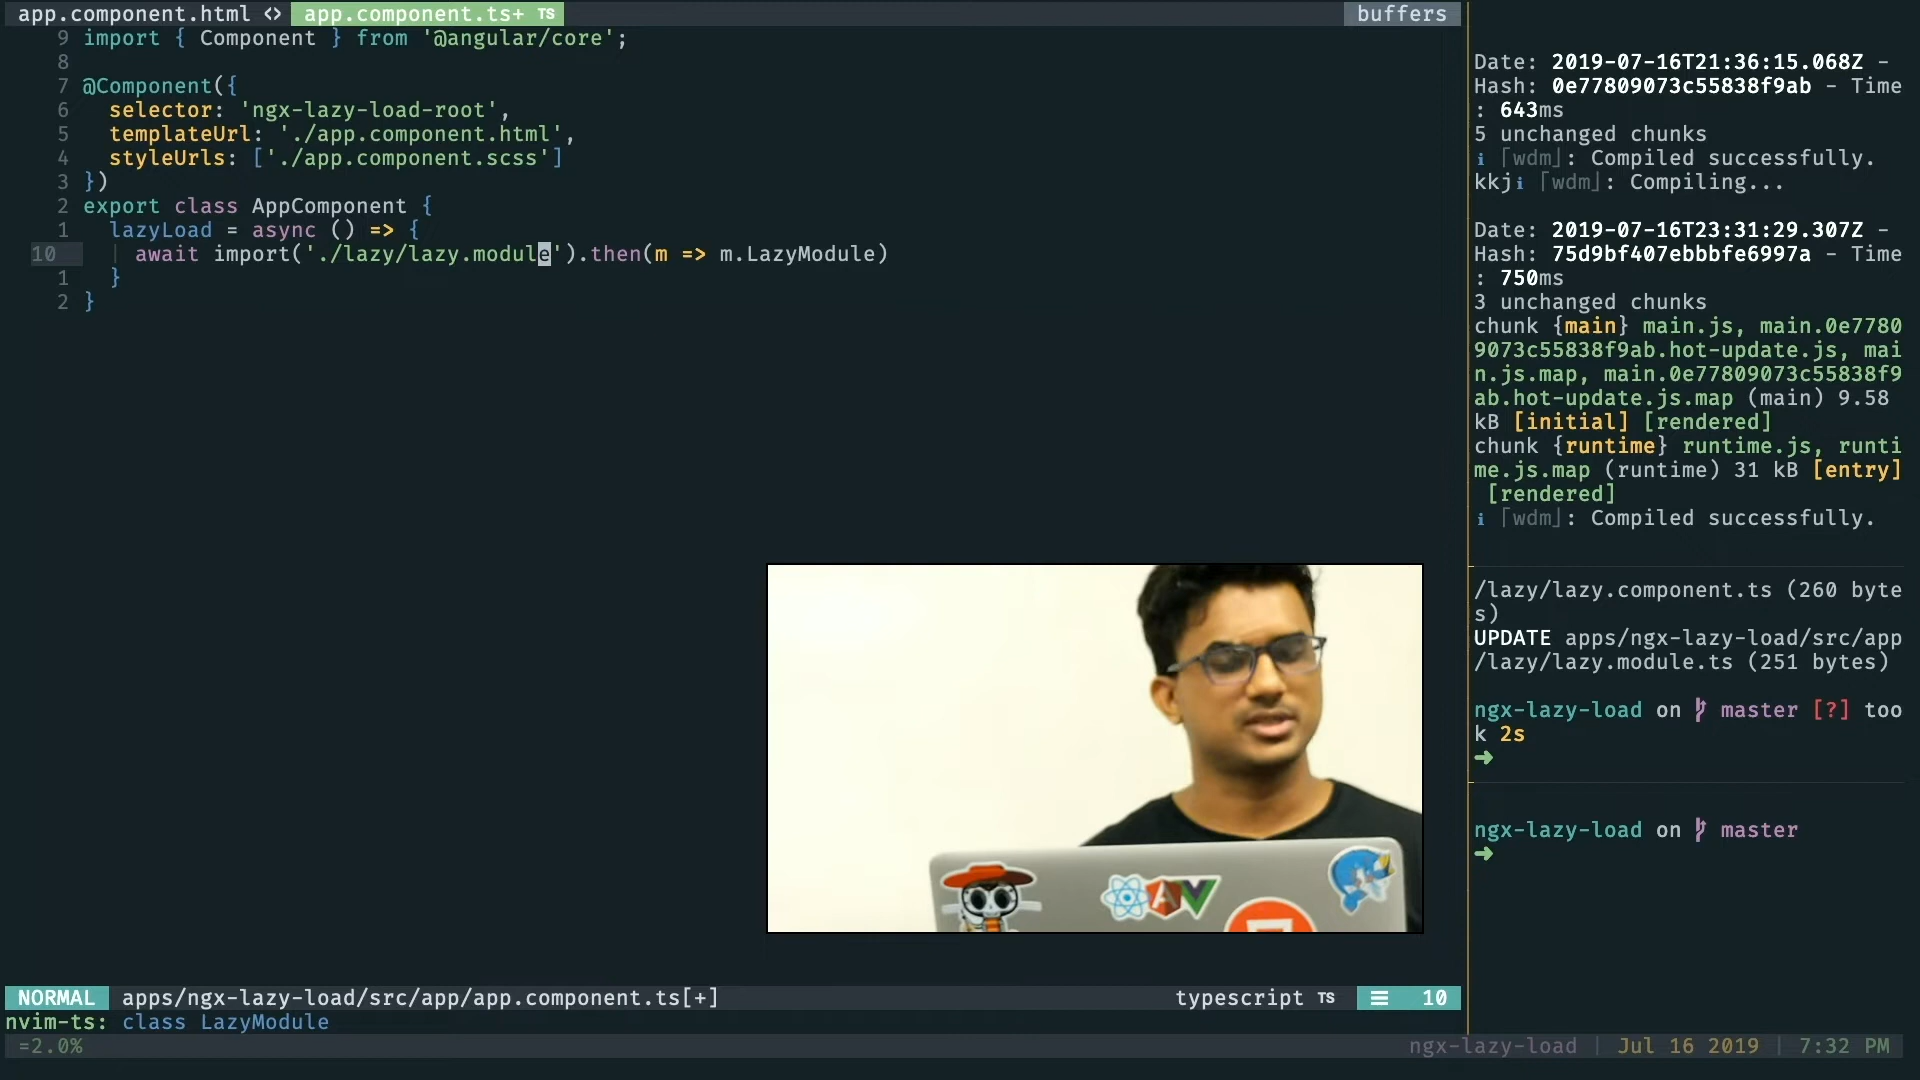 app.component.html <> app.component.ts+ TS buffers
9 import { Component } from '@angular/core';
8
7 @Component({
6 selector: 'ngx-lazy-load-root',
5 templateUrl: './app.component.html',
4 styleUrls: ['./app.component.scss']
3 })
2 export class AppComponent {
1 lazyLoad = async () => {
10 await import('./lazy/lazy.module').then(m => m.LazyModule)
1 }
2 }
NORMAL apps/ngx-lazy-load/src/app/app.component.ts[+] typescript TS ☰ 10
nvim-ts: class LazyModule
Date: 2019-07-16T21:36:15.068Z -
Hash: 0e77809073c55838f9ab - Time
: 643ms
5 unchanged chunks
ℹ ｢wdm｣: Compiled successfully.
kkjℹ ｢wdm｣: Compiling...
Date: 2019-07-16T23:31:29.307Z -
Hash: 75d9bf407ebbbfe6997a - Time
: 750ms
3 unchanged chunks
chunk {main} main.js, main.0e7780
9073c55838f9ab.hot-update.js, mai
n.js.map, main.0e77809073c55838f9
ab.hot-update.js.map (main) 9.58
kB [initial] [rendered]
chunk {runtime} runtime.js, runti
me.js.map (runtime) 31 kB [entry]
[rendered]
ℹ ｢wdm｣: Compiled successfully.
/lazy/lazy.component.ts (260 byte
s)
UPDATE apps/ngx-lazy-load/src/app
/lazy/lazy.module.ts (251 bytes)
ngx-lazy-load on master [?] too
k 2s
➜
ngx-lazy-load on master
➜
=2.0% ngx-lazy-load | Jul 16 2019 | 7:32 PM